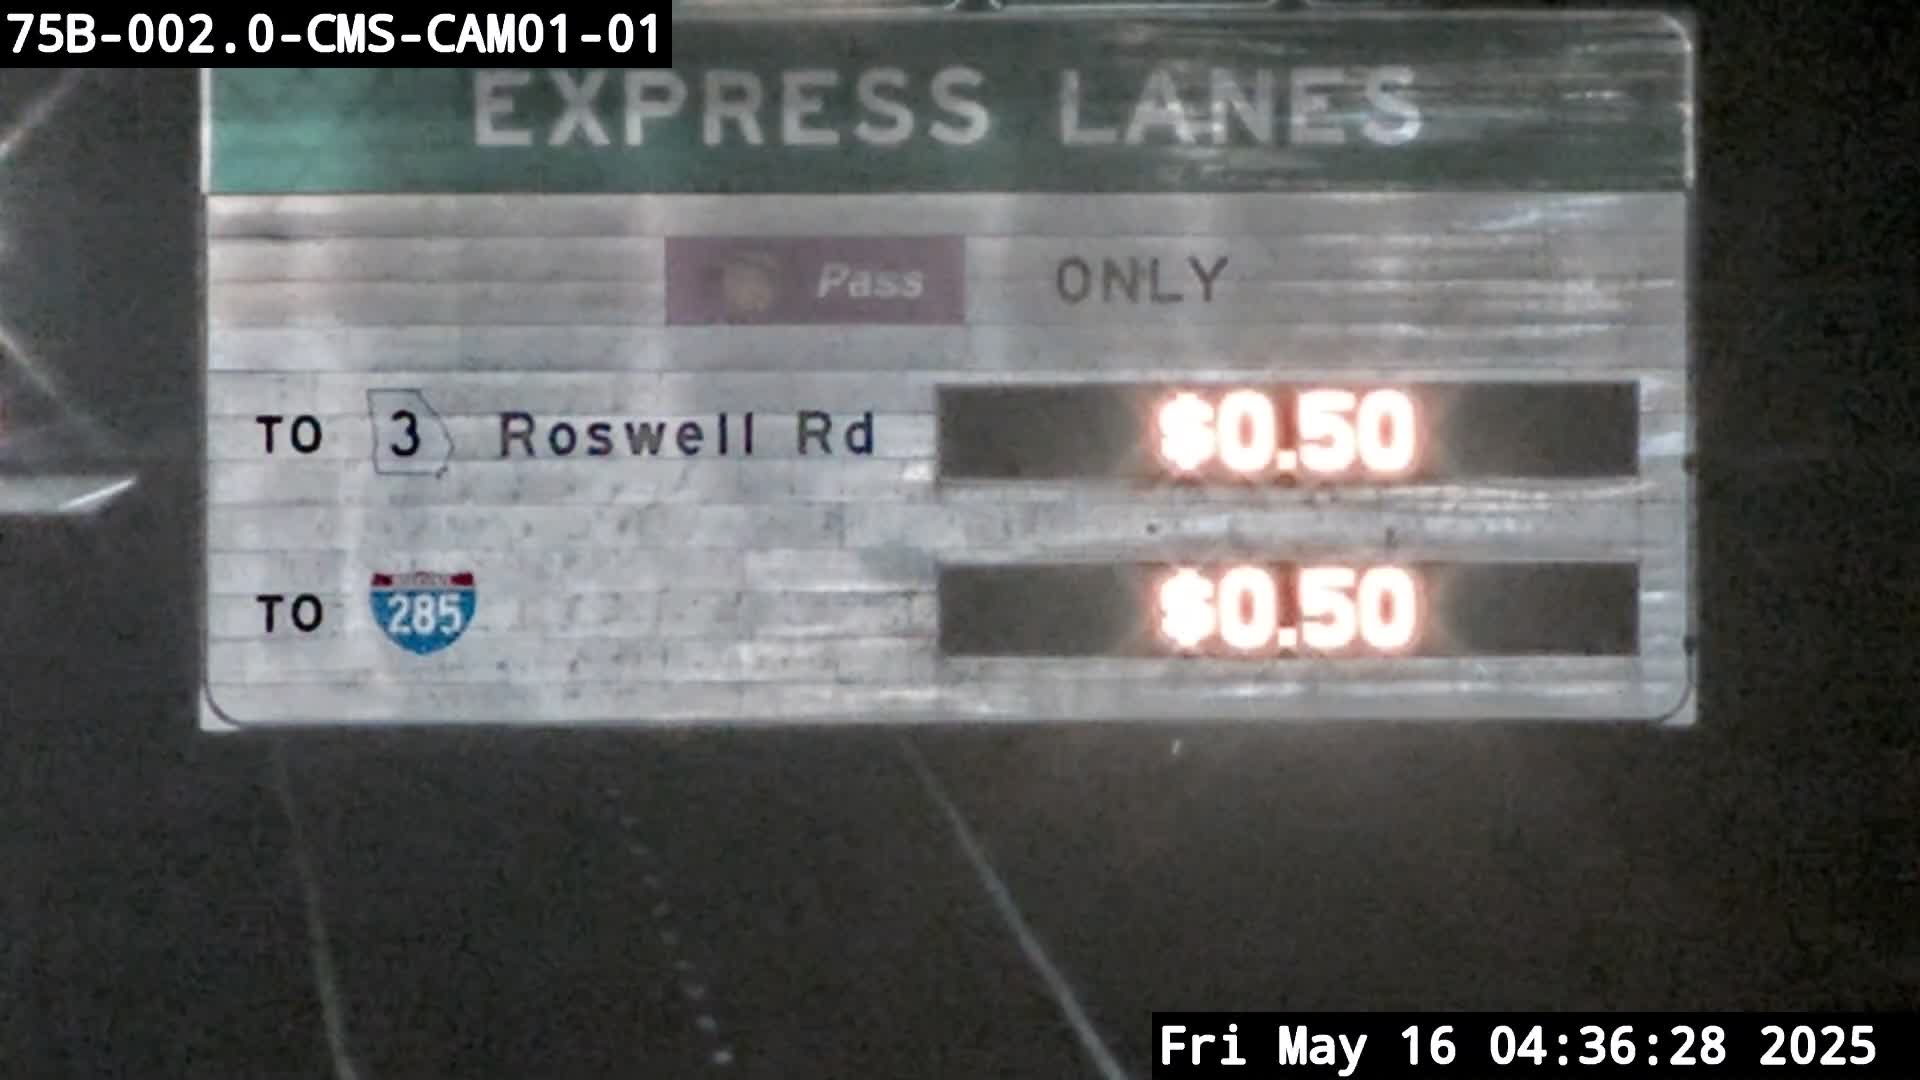 75B-002.0-CMS-CAM01-01
EXPRESS LANES
Pass ONLY
TO 3 Roswell Rd $0.50
TO 285 $0.50
Fri May 16 04:36:28 2025